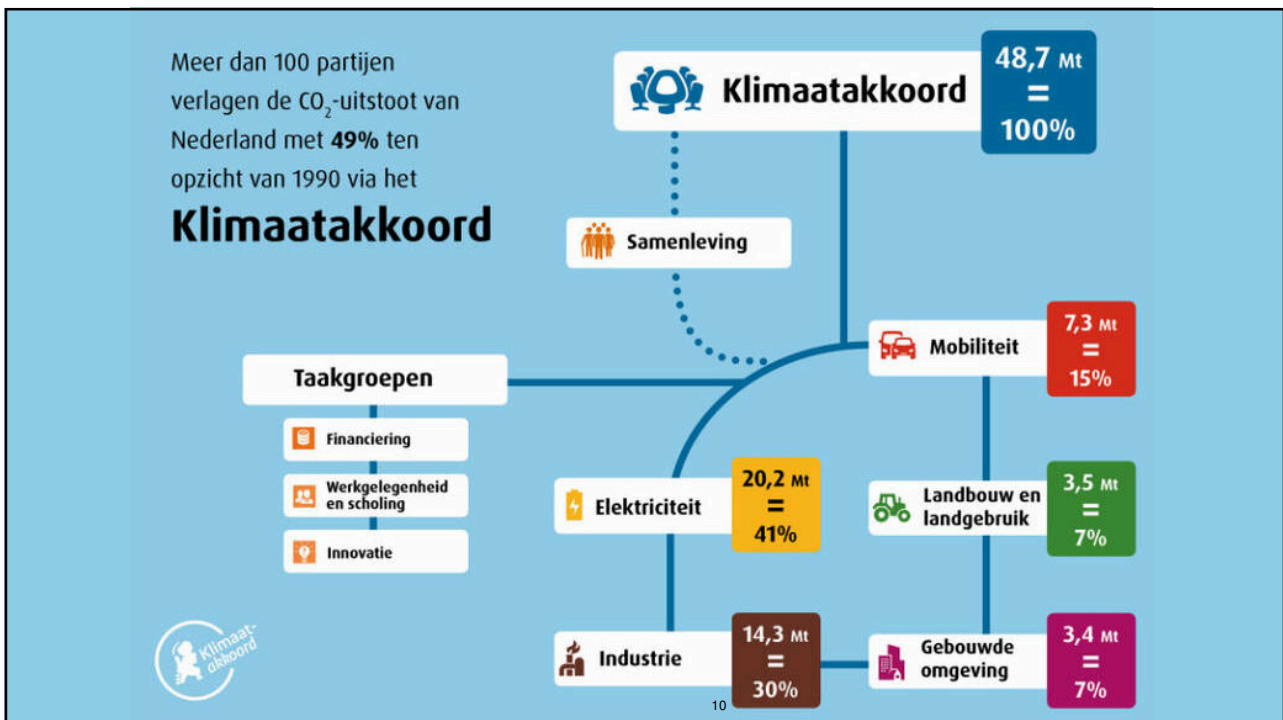 Meer dan 100 partijen
verlagen de CO₂-uitstoot van
Nederland met 49% ten
opzicht van 1990 via het
Klimaatakkoord
Klimaatakkoord
48,7 Mt
=
100%
Samenleving
Mobiliteit
7,3 Mt
=
15%
Taakgroepen
Financiering
Werkgelegenheid
en scholing
Innovatie
Elektriciteit
20,2 Mt
=
41%
Landbouw en
landgebruik
3,5 Mt
=
7%
Industrie
14,3 Mt
=
30%
Gebouwde
omgeving
3,4 Mt
=
7%
Klimaat-
akkoord
10